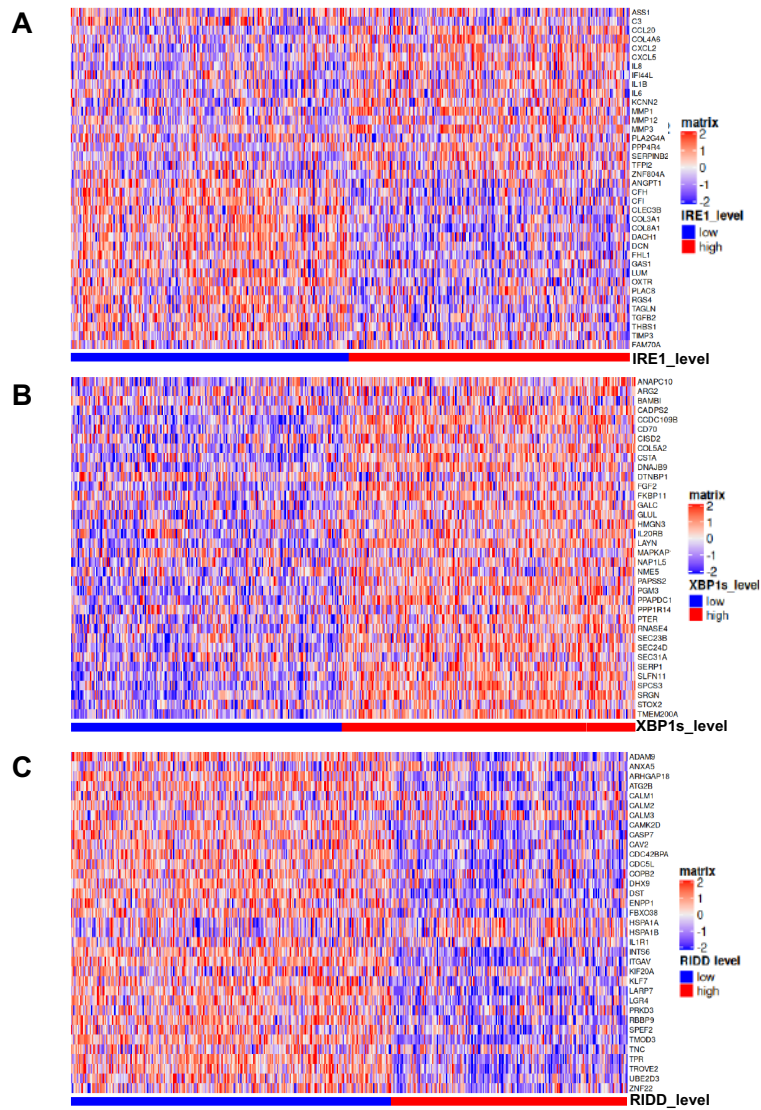 A
ASS1
C3
CCL20
COL4A6
CXCL2
CXCL5
IL8
IFI44L
IL1B
IL6
KCNN2
MMP1
MMP12
MMP3
PLA2G4A
PPP4R4
SERPINB2
TFPI2
ZNF804A
ANGPT1
CFH
CFI
CLEC3B
COL3A1
COL8A1
DACH1
DCN
FHL1
GAS1
LUM
OXTR
PLAC8
RGS4
TAGLN
TGFB2
THBS1
TIMP3
FAM70A
matrix
2
1
0
-1
-2
IRE1_level
low
high
IRE1_level
B
ANAPC10
ARG2
BAMBI
CADPS2
CCDC109B
CD70
CISD2
COL5A2
CSTA
DNAJB9
DTNBP1
FGF2
FKBP11
GALC
GLUL
HMGN3
IL20RB
LAYN
MAPKAP
NAP1L5
NME5
PAPSS2
PGM3
PPAPDC1
PPP1R14
PTER
RNASE4
SEC23B
SEC24D
SEC31A
SERP1
SLFN11
SPCS3
SRGN
STOX2
TMEM200A
matrix
2
1
0
-1
-2
XBP1s_level
low
high
XBP1s_level
C
ADAM9
ANXA5
ARHGAP18
ATG2B
CALM1
CALM2
CALM3
CAMK2D
CASP7
CAV2
CDC42BPA
CDC5L
COPB2
DHX9
DST
ENPP1
FBXO38
HSPA1A
HSPA1B
IL1R1
INTS6
ITGAV
KIF20A
KLF7
LARP7
LGR4
PRKD3
RBBP9
SPEF2
TMOD3
TNC
TPR
TROVE2
UBE2D3
ZNF22
matrix
2
1
0
-1
-2
RIDD level
low
high
RIDD_level